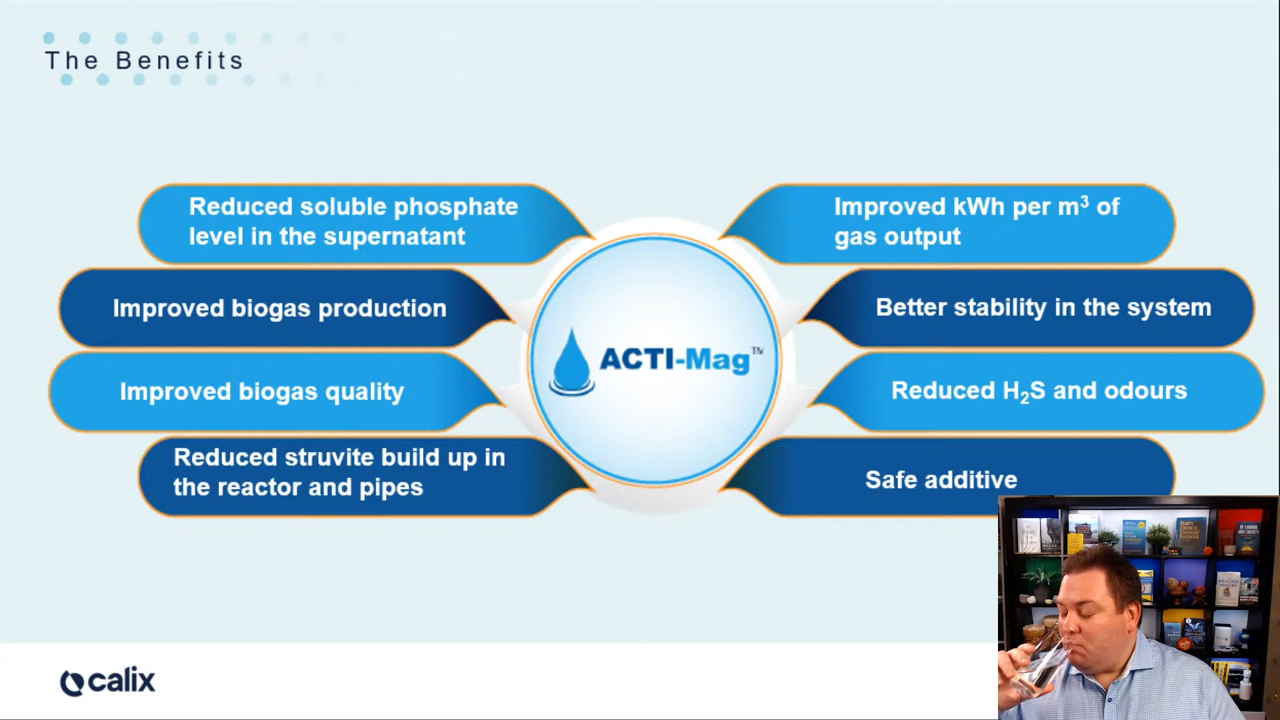 The Benefits
Reduced soluble phosphate
level in the supernatant
Improved biogas production
Improved biogas quality
Reduced struvite build up in
the reactor and pipes
ACTI-Mag™
Improved kWh per m³ of
gas output
Better stability in the system
Reduced H₂S and odours
Safe additive
calix